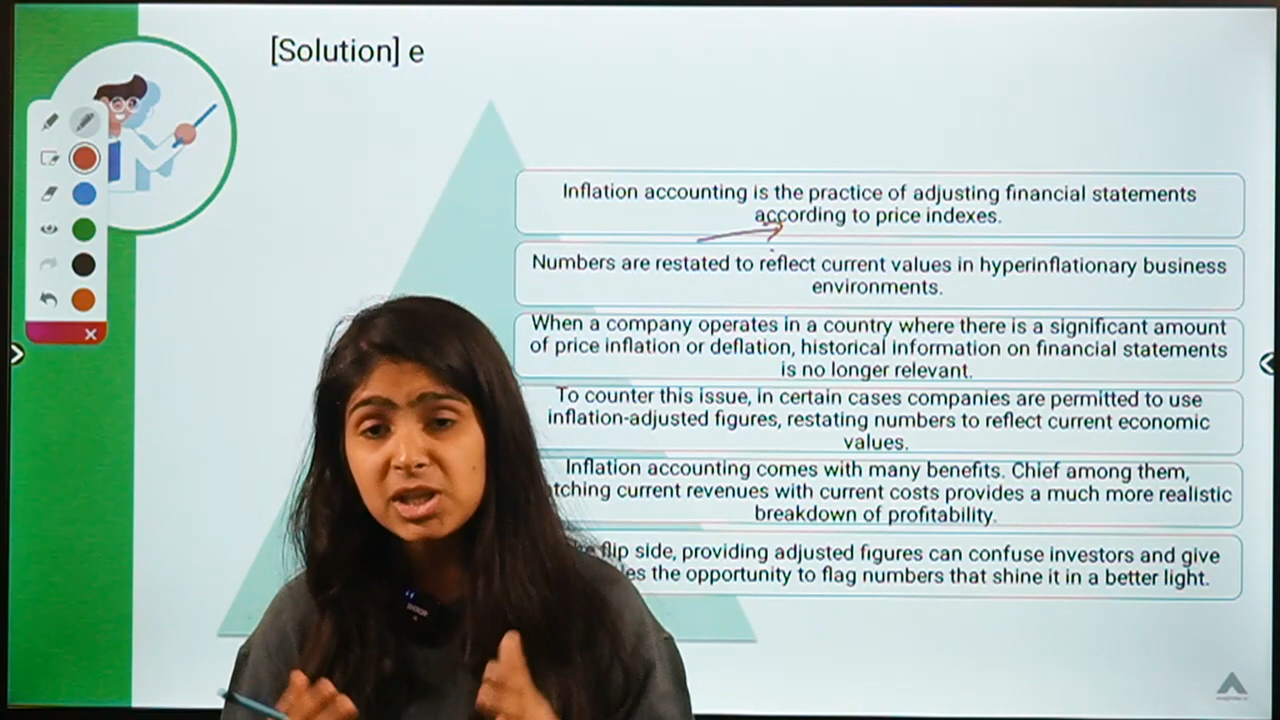 [Solution] e
Inflation accounting is the practice of adjusting financial statements
according to price indexes.
Numbers are restated to reflect current values in hyperinflationary business
environments.
When a company operates in a country where there is a significant amount
of price inflation or deflation, historical information on financial statements
is no longer relevant.
To counter this issue, in certain cases companies are permitted to use
inflation-adjusted figures, restating numbers to reflect current economic
values.
Inflation accounting comes with many benefits. Chief among them,
tching current revenues with current costs provides a much more realistic
breakdown of profitability.
flip side, providing adjusted figures can confuse investors and give
the opportunity to flag numbers that shine it in a better light.